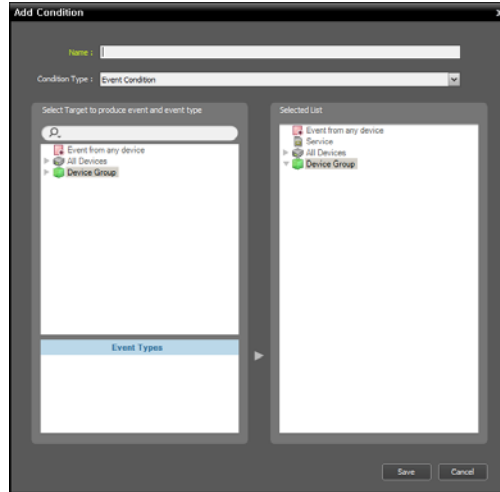 Add Condition
Name :
Condition Type : Event Condition
Select Target to produce event and event type
Event from any device
All Devices
Device Group
Event Types
Selected List
Event from any device
Service
All Devices
Device Group
Save Cancel